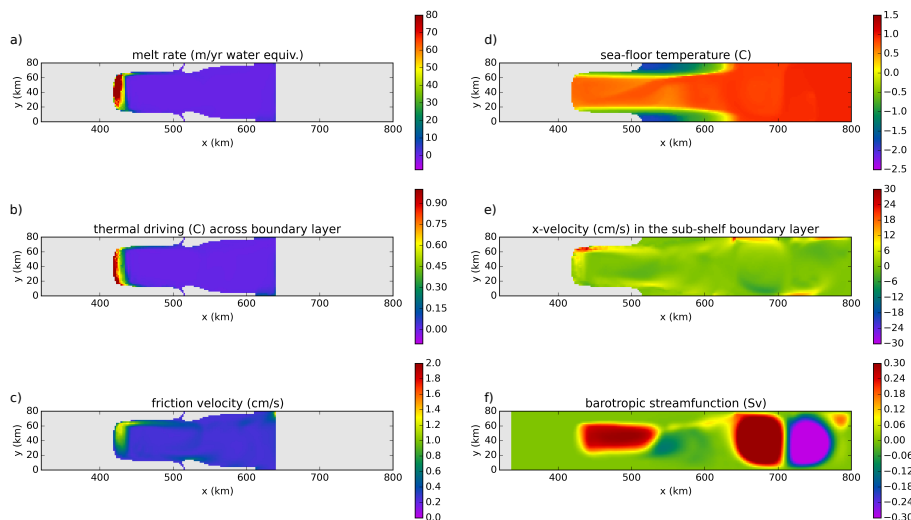 a)
melt rate (m/yr water equiv.)
80
60
40
20
0
y (km)
400 500 600 700 800
x (km)
80
70
60
50
40
30
20
10
0
d)
sea-floor temperature (C)
80
60
40
20
0
y (km)
400 500 600 700 800
x (km)
1.5
1.0
0.5
0.0
−0.5
−1.0
−1.5
−2.0
−2.5
b)
thermal driving (C) across boundary layer
80
60
40
20
0
y (km)
400 500 600 700 800
x (km)
0.90
0.75
0.60
0.45
0.30
0.15
0.00
e)
x-velocity (cm/s) in the sub-shelf boundary layer
80
60
40
20
0
y (km)
400 500 600 700 800
x (km)
30
24
18
12
6
0
−6
−12
−18
−24
−30
c)
friction velocity (cm/s)
80
60
40
20
0
y (km)
400 500 600 700 800
x (km)
2.0
1.8
1.6
1.4
1.2
1.0
0.8
0.6
0.4
0.2
0.0
f)
barotropic streamfunction (Sv)
80
60
40
20
0
y (km)
400 500 600 700 800
x (km)
0.30
0.24
0.18
0.12
0.06
0.00
−0.06
−0.12
−0.18
−0.24
−0.30